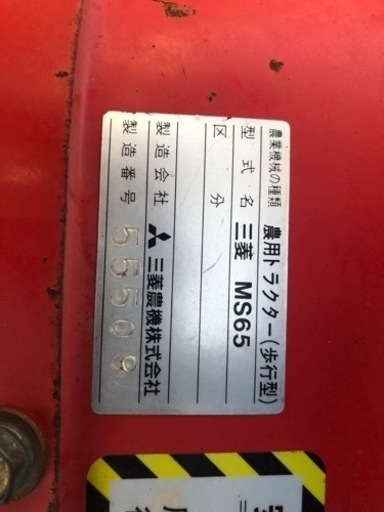 農業機械の種類 農用トラクター(歩行型)
型式名 三菱 MS65
区分
製造会社 三菱農機株式会社
製造番号 55509